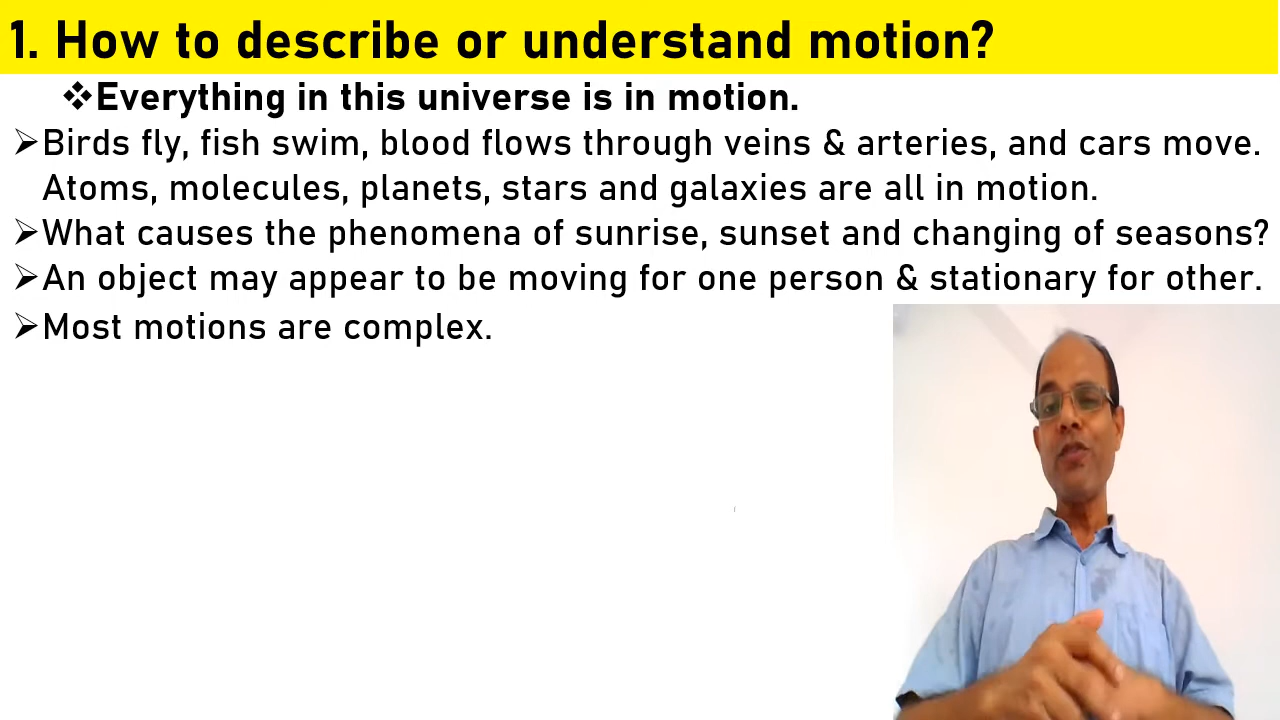 1. How to describe or understand motion?
❖Everything in this universe is in motion.
➢Birds fly, fish swim, blood flows through veins & arteries, and cars move.
Atoms, molecules, planets, stars and galaxies are all in motion.
➢What causes the phenomena of sunrise, sunset and changing of seasons?
➢An object may appear to be moving for one person & stationary for other.
➢Most motions are complex.